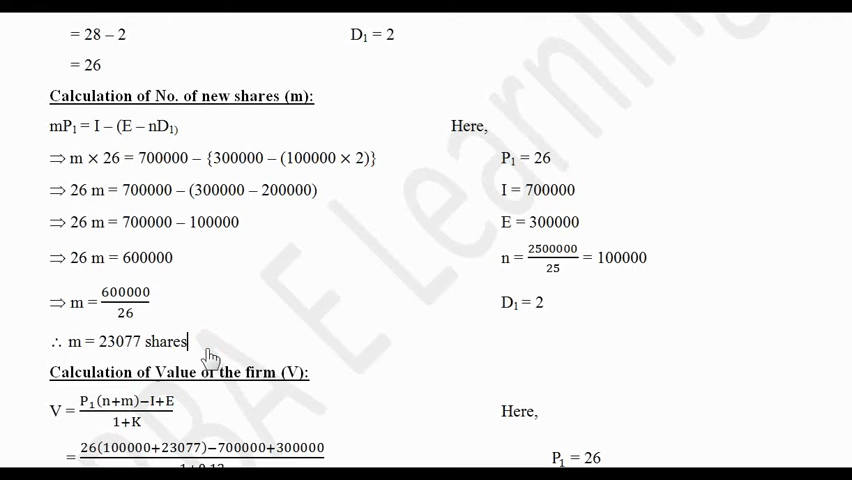 = 28 – 2 D₁ = 2
= 26
Calculation of No. of new shares (m):
mP₁ = I – (E – nD₁) Here,
⇒ m × 26 = 700000 – {300000 – (100000 × 2)} P₁ = 26
⇒ 26 m = 700000 – (300000 – 200000) I = 700000
⇒ 26 m = 700000 – 100000 E = 300000
⇒ 26 m = 600000 n = 2500000/25 = 100000
⇒ m = 600000/26 D₁ = 2
∴ m = 23077 shares
Calculation of Value of the firm (V):
V = P₁(n+m)−I+E/1+K Here,
= 26(100000+23077)−700000+300000 P₁ = 26
BBA E Learning